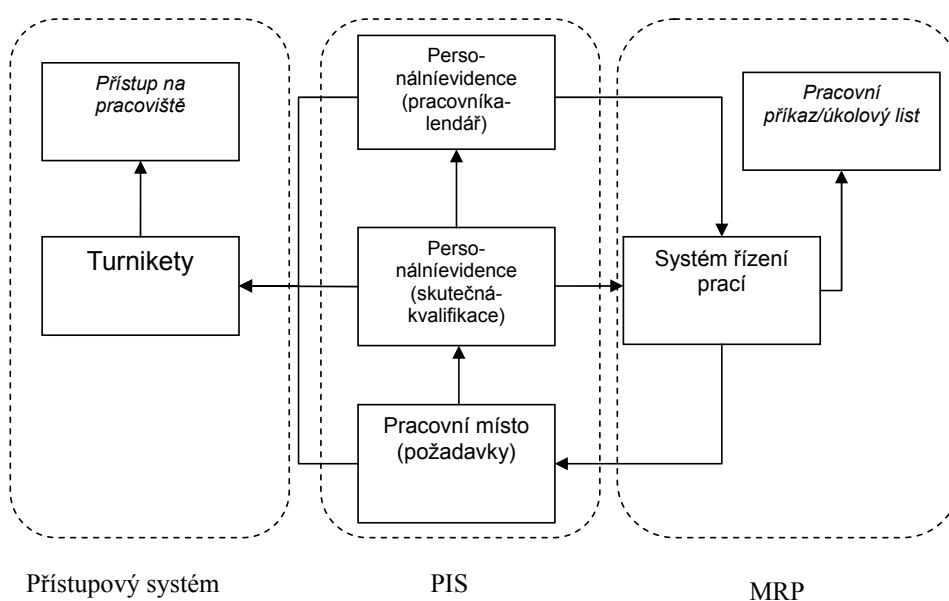 Přístup na
pracoviště
Turnikety
Perso-
nálníevidence
(pracovníka-
lendář)
Perso-
nálníevidence
(skutečná-
kvalifikace)
Pracovní místo
(požadavky)
Pracovní
příkaz/úkolový list
Systém řízení
prací
Přístupový systém
PIS
MRP